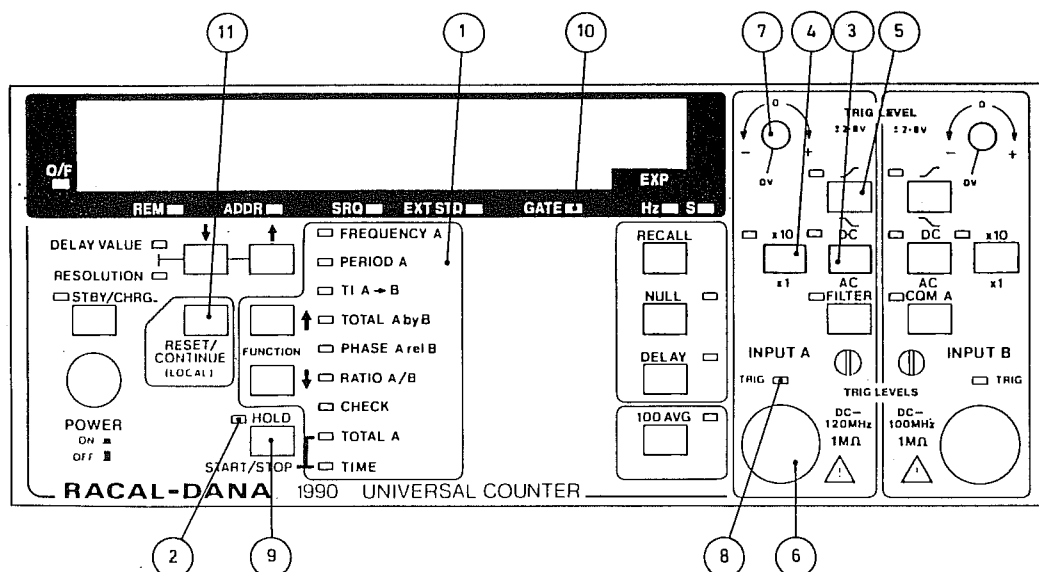 11
1
10
7
4
3
5
O/F
EXP
REM
ADDR
SRQ
EXT STD
GATE
Hz
S
DELAY VALUE
RESOLUTION
STBY/CHRG.
RESET/
CONTINUE
(LOCAL)
FUNCTION
POWER
ON
OFF
HOLD
START/STOP
FREQUENCY A
PERIOD A
TI A → B
TOTAL A by B
PHASE A rel B
RATIO A/B
CHECK
TOTAL A
TIME
RECALL
NULL
DELAY
100 AVG
0
TRIG LEVEL
0
±2·8V
±2·8V
-
+
-
+
0V
0V
x10
DC
DC
x10
x1
AC
AC
x1
FILTER
COM A
INPUT A
INPUT B
TRIG
TRIG
TRIG LEVELS
DC-
120MHz
1MΩ
DC-
100MHz
1MΩ
!
!
RACAL-DANA 1990 UNIVERSAL COUNTER
2
9
8
6